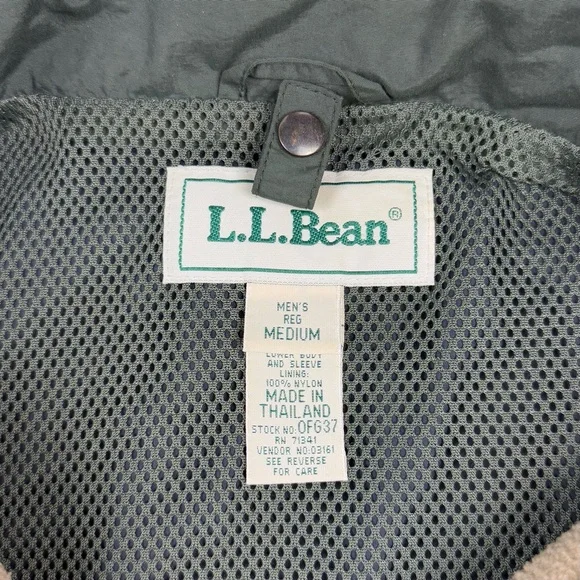 L.L.Bean®
MEN'S
REG
MEDIUM
LOWER BODY
AND SLEEVE
LINING:
100% NYLON
MADE IN
THAILAND
STOCK NO: 0FG37
RN 71341
VENDOR NO: 03161
SEE REVERSE
FOR CARE